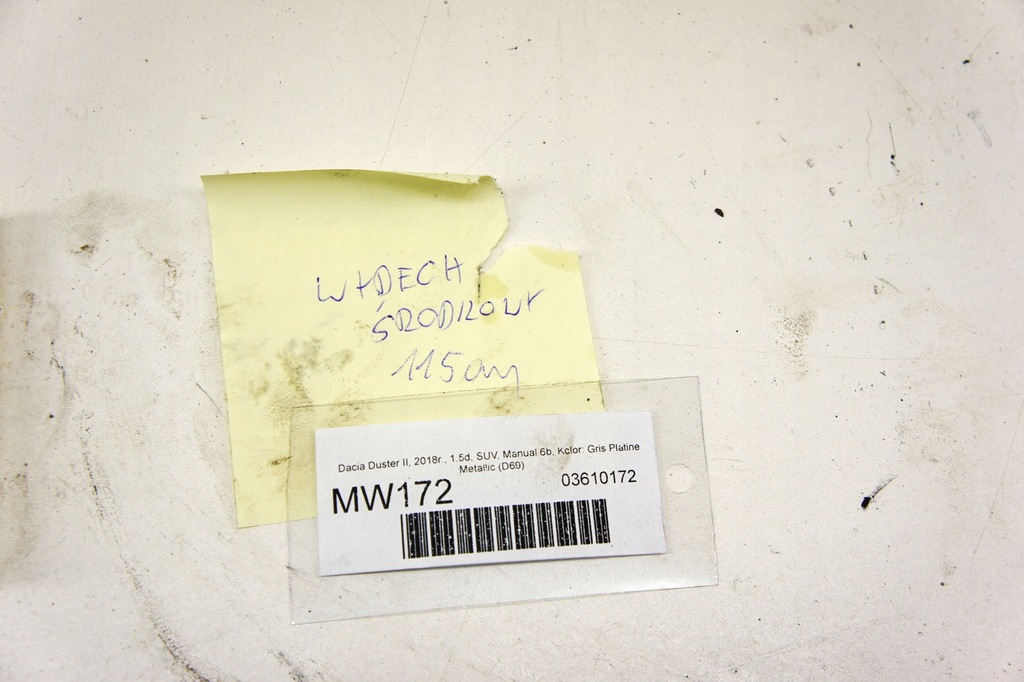 WYDECH
ŚRODKOWY
115cm
Dacia Duster II, 2018r., 1.5d, SUV, Manual 6b, Kolor: Gris Platine
Metallic (D69)
MW172 03610172